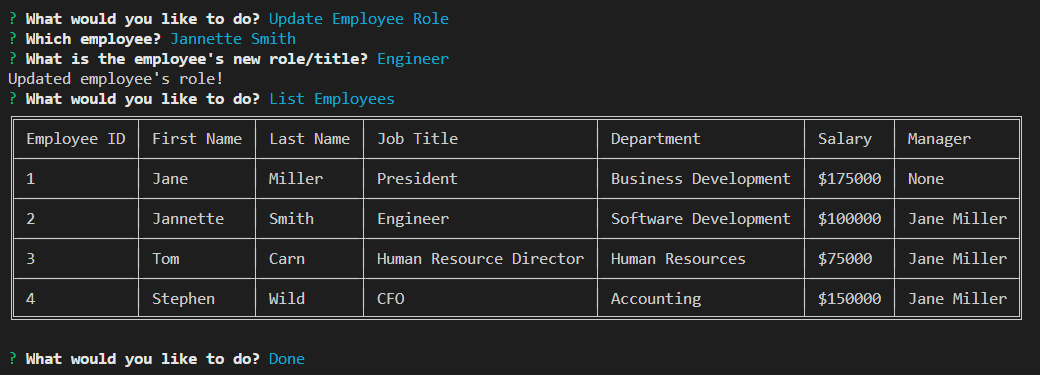 ? What would you like to do? Update Employee Role
? Which employee? Jannette Smith
? What is the employee's new role/title? Engineer
Updated employee's role!
? What would you like to do? List Employees
Employee ID First Name Last Name Job Title Department Salary Manager
1 Jane Miller President Business Development $175000 None
2 Jannette Smith Engineer Software Development $100000 Jane Miller
3 Tom Carn Human Resource Director Human Resources $75000 Jane Miller
4 Stephen Wild CFO Accounting $150000 Jane Miller
? What would you like to do? Done